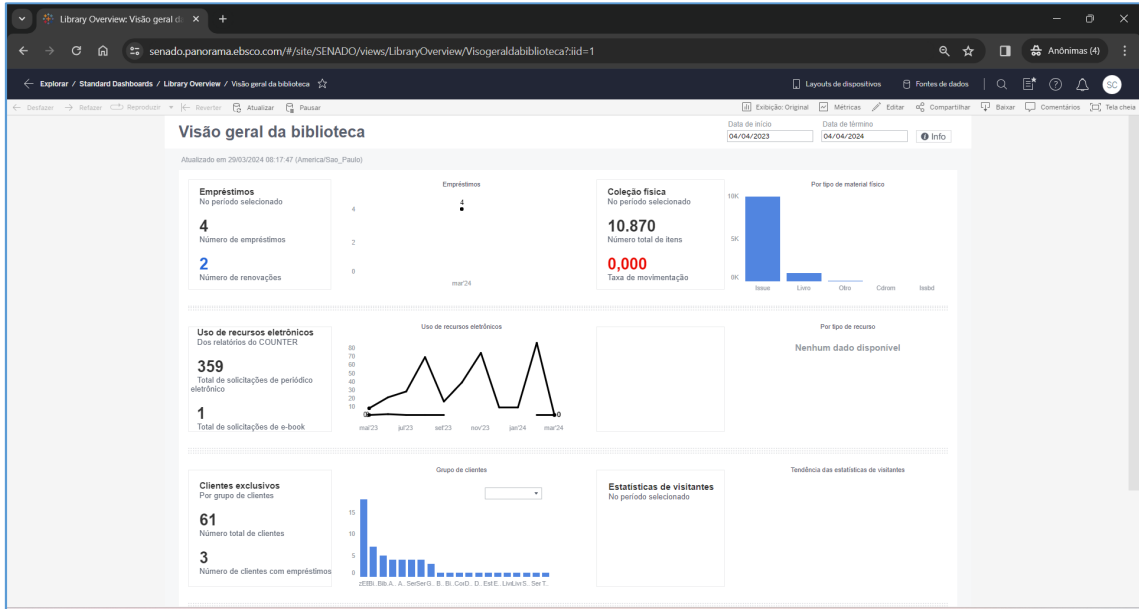 Library Overview: Visão geral d
senado.panorama.ebsco.com/#/site/SENADO/views/LibraryOverview/Visogeraldabiblioteca?:iid=1
Anônimas (4)
Explorar / Standard Dashboards / Library Overview / Visão geral da biblioteca
Layouts de dispositivos
Fontes de dados
SC
Desfazer Refazer Reproduzir Reverter Atualizar Pausar
Exibição: Original Métricas Editar Compartilhar Baixar Comentários Tela cheia
Visão geral da biblioteca
Data de início Data de término
04/04/2023 04/04/2024 Info
Atualizado em 29/03/2024 08:17:47 (America/Sao_Paulo)
Empréstimos
No período selecionado
4
Número de empréstimos
2
Número de renovações
Empréstimos
4
4
2
0
mar'24
Coleção física
No período selecionado
10.870
Número total de itens
0,000
Taxa de movimentação
Por tipo de material físico
10K
5K
0K
Issue Livro Otro Cdrom Issbd
Uso de recursos eletrônicos
Dos relatórios do COUNTER
359
Total de solicitações de periódico
eletrônico
1
Total de solicitações de e-book
Uso de recursos eletrônicos
80
70
60
50
40
30
20
10
0
0
mai'23 jul'23 set'23 nov'23 jan'24 mar'24
Por tipo de recurso
Nenhum dado disponível
Clientes exclusivos
Por grupo de clientes
61
Número total de clientes
3
Número de clientes com empréstimos
Grupo de clientes
15
10
5
0
Estatísticas de visitantes
No período selecionado
Tendência das estatísticas de visitantes